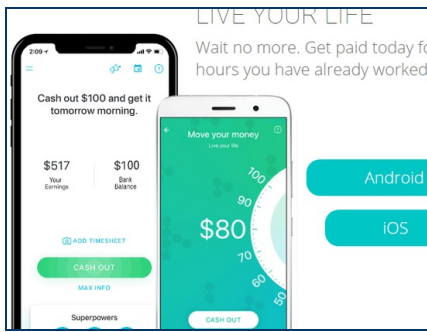 LIVE YOUR LIFE
Wait no more. Get paid today fo
hours you have already worked
2:09
Cash out $100 and get it
tomorrow morning.
$517
Your
Earnings
$100
Bank
Balance
ADD TIMESHEET
CASH OUT
MAX INFO
Superpowers
Move your money
Live your life
100
90
$80
70
60
50
CASH OUT
Android
iOS